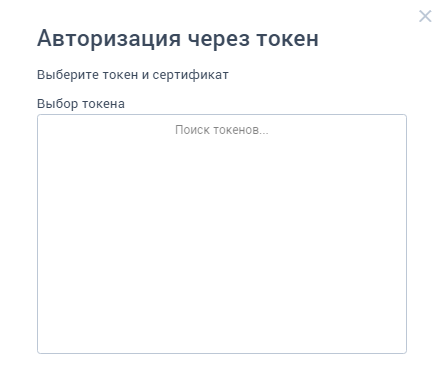 Авторизация через токен
Выберите токен и сертификат
Выбор токена
Поиск токенов...